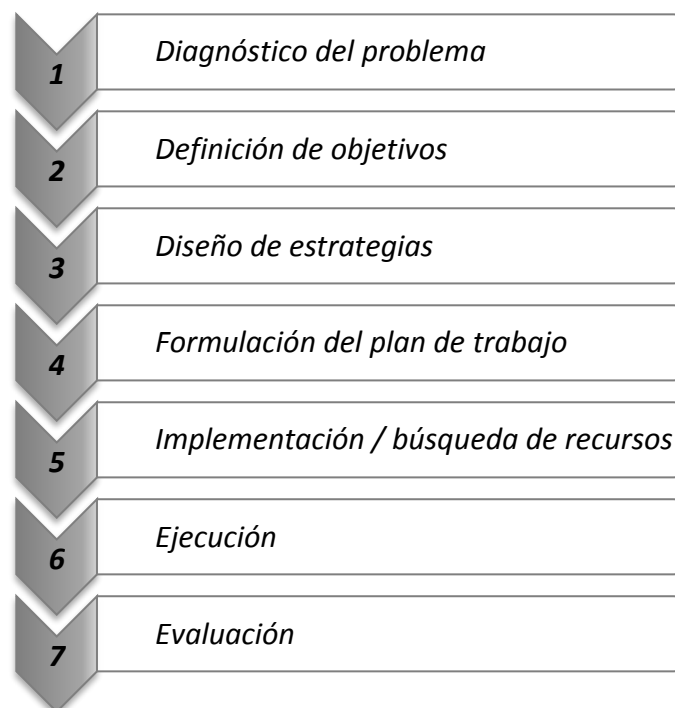 1
Diagnóstico del problema
2
Definición de objetivos
3
Diseño de estrategias
4
Formulación del plan de trabajo
5
Implementación / búsqueda de recursos
6
Ejecución
7
Evaluación